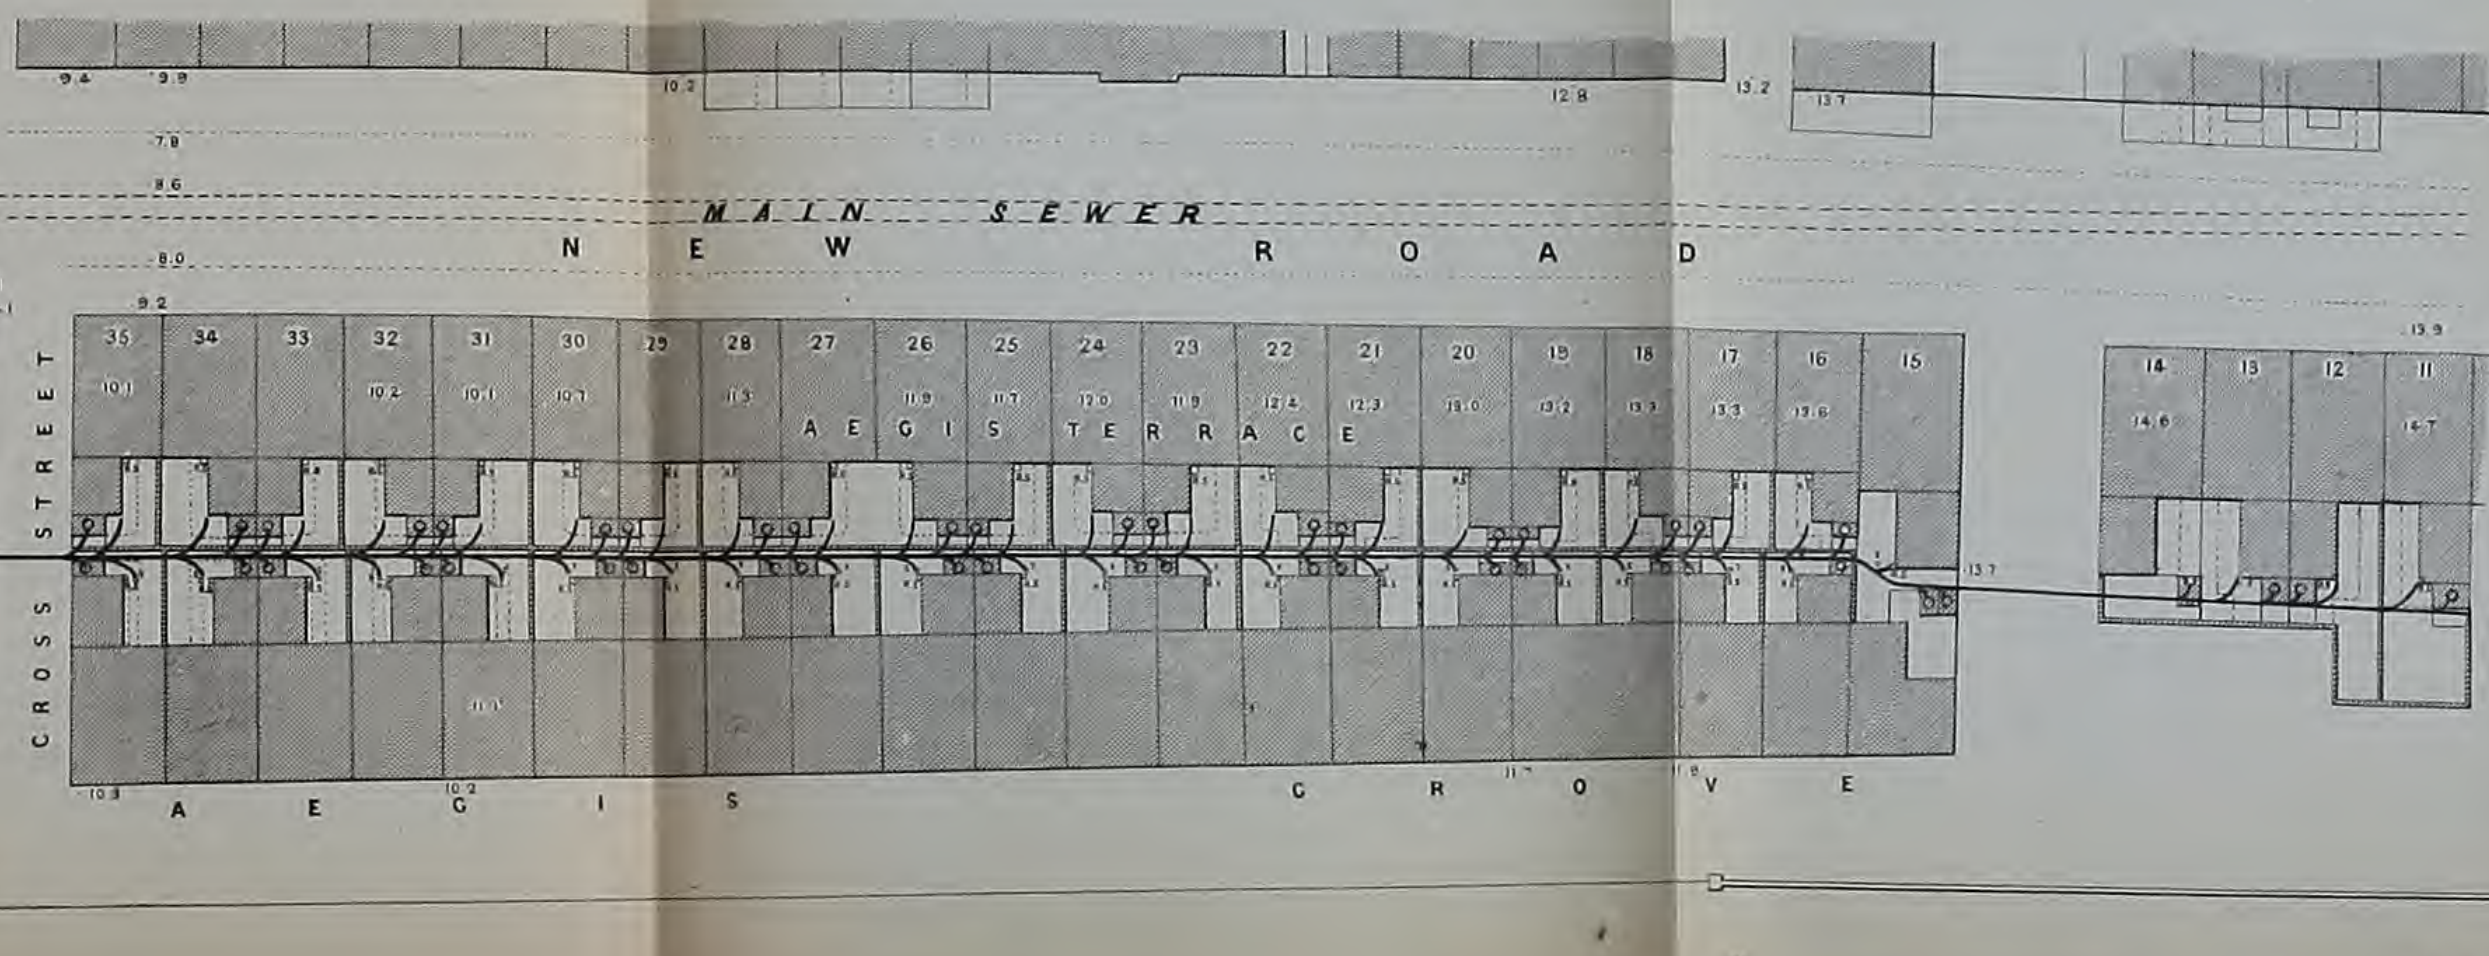 9.4 9.9 10.2 12.8 13.2 13.7
7.8
8.6
MAIN SEWER
NEW ROAD
8.0
9.2
13.9
35 34 33 32 31 30 29 28 27 26 25 24 23 22 21 20 19 18 17 16 15 14 13 12 11
10.1 10.2 10.1 10.7 11.3 11.9 11.7 12.0 11.9 12.4 12.3 13.0 13.2 13.3 13.3 13.6 14.6 14.7
AEGIS TERRACE
CROSS STREET
13.7
10.3 10.2 11.8
AEGIS GROVE